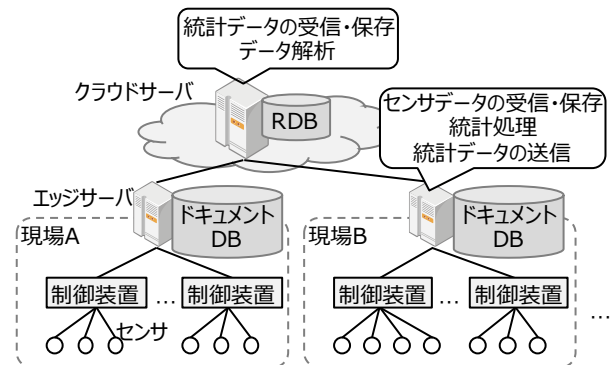 統計データの受信・保存
データ解析
クラウドサーバ
RDB
センサデータの受信・保存
統計処理
統計データの送信
エッジサーバ
ドキュメント
DB
ドキュメント
DB
現場A
現場B
制御装置
…
制御装置
制御装置
…
制御装置
…
センサ